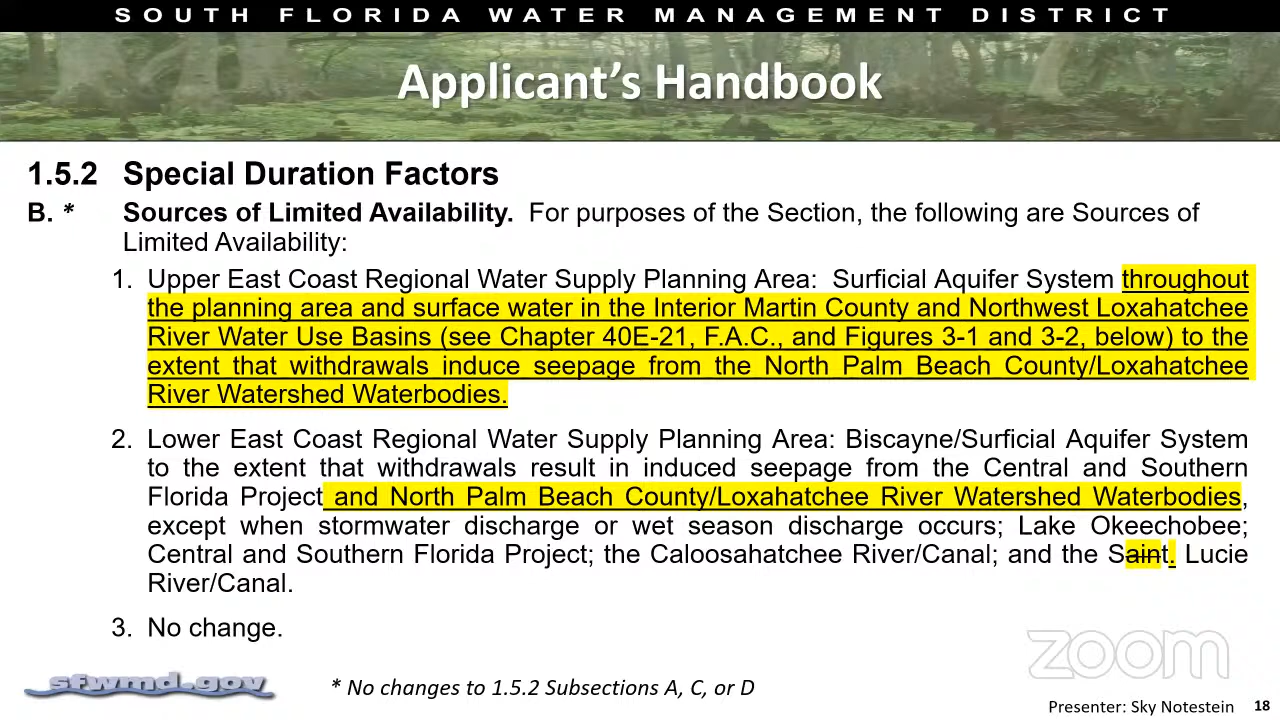 SOUTH FLORIDA WATER MANAGEMENT DISTRICT
Applicant's Handbook
1.5.2 Special Duration Factors
B. * Sources of Limited Availability. For purposes of the Section, the following are Sources of
Limited Availability:
1. Upper East Coast Regional Water Supply Planning Area: Surficial Aquifer System throughout
the planning area and surface water in the Interior Martin County and Northwest Loxahatchee
River Water Use Basins (see Chapter 40E-21, F.A.C., and Figures 3-1 and 3-2, below) to the
extent that withdrawals induce seepage from the North Palm Beach County/Loxahatchee
River Watershed Waterbodies.
2. Lower East Coast Regional Water Supply Planning Area: Biscayne/Surficial Aquifer System
to the extent that withdrawals result in induced seepage from the Central and Southern
Florida Project and North Palm Beach County/Loxahatchee River Watershed Waterbodies,
except when stormwater discharge or wet season discharge occurs; Lake Okeechobee;
Central and Southern Florida Project; the Caloosahatchee River/Canal; and the Saint. Lucie
River/Canal.
3. No change.
zoom
sfwmd.gov
* No changes to 1.5.2 Subsections A, C, or D
Presenter: Sky Notestein 18